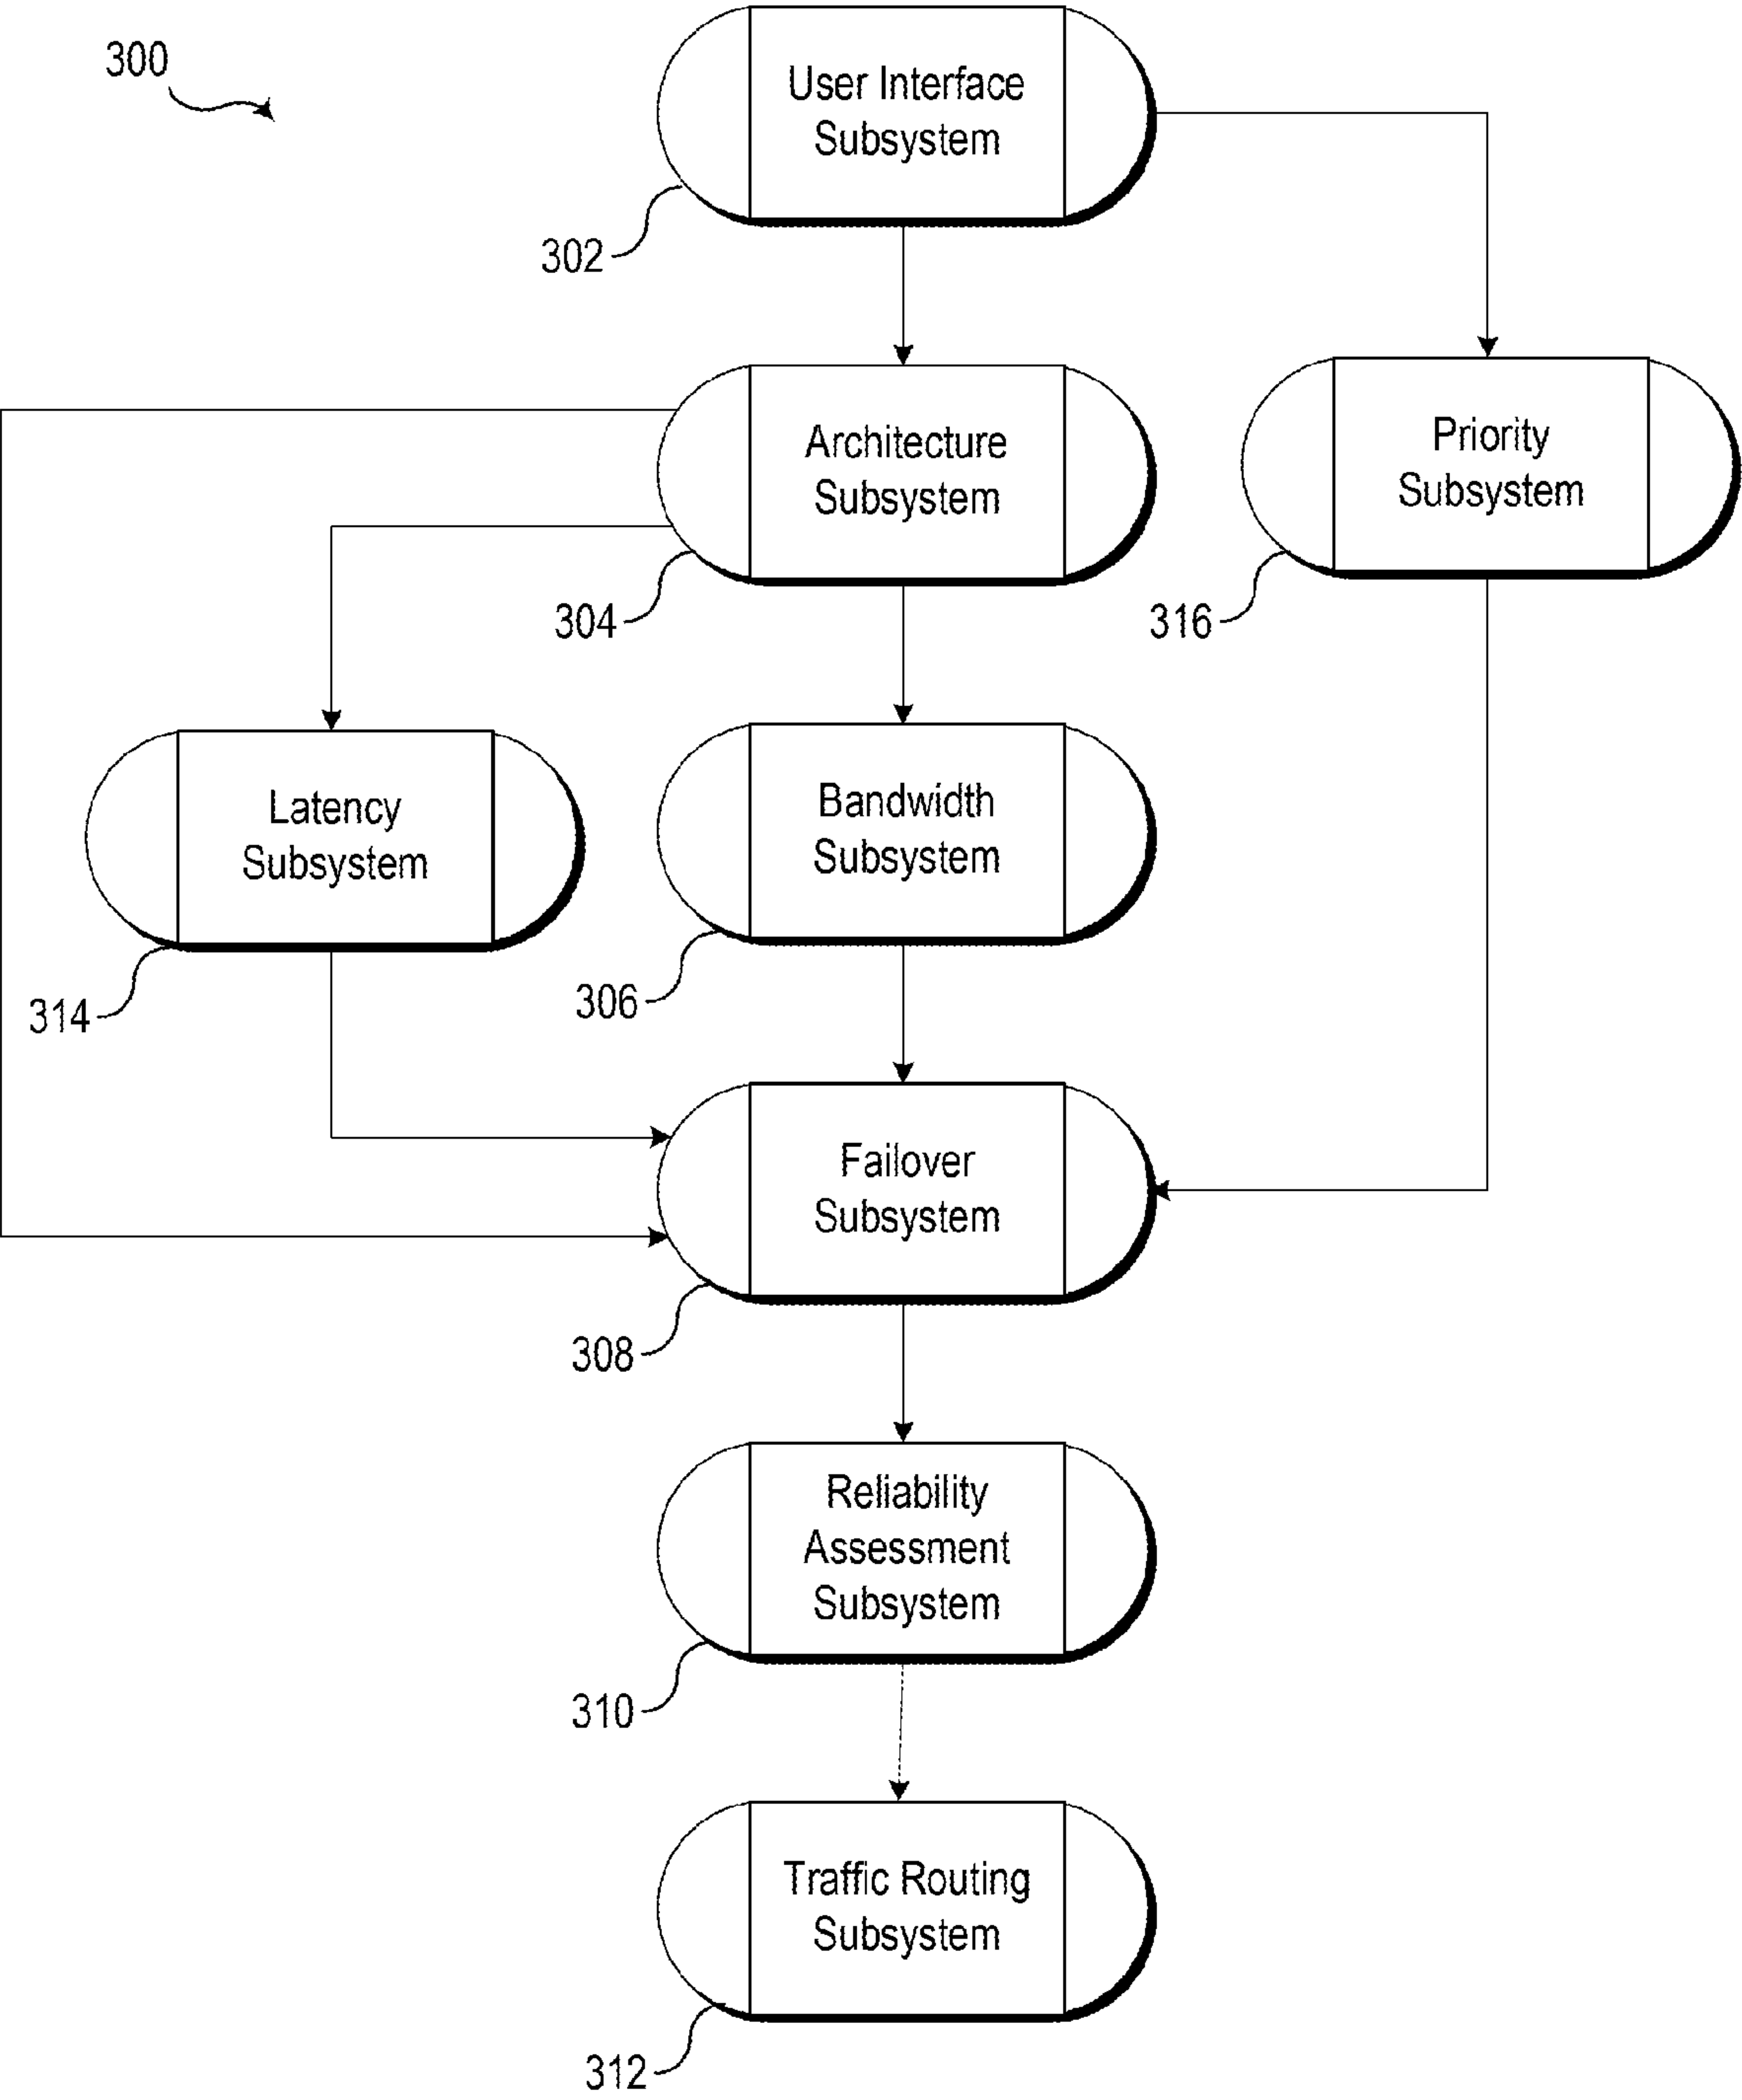 300
User Interface
Subsystem
302
Architecture
Subsystem
304
Priority
Subsystem
316
Latency
Subsystem
314
Bandwidth
Subsystem
306
Failover
Subsystem
308
Reliability
Assessment
Subsystem
310
Traffic Routing
Subsystem
312